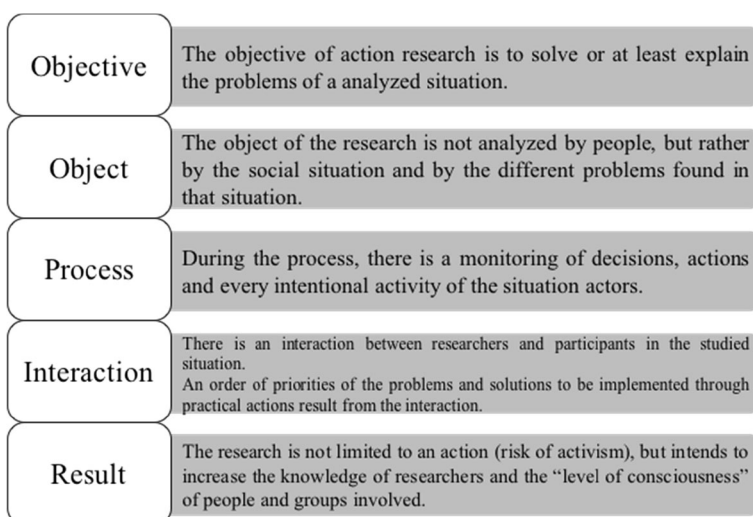 Objective
The objective of action research is to solve or at least explain
the problems of a analyzed situation.
Object
The object of the research is not analyzed by people, but rather
by the social situation and by the different problems found in
that situation.
Process
During the process, there is a monitoring of decisions, actions
and every intentional activity of the situation actors.
Interaction
There is an interaction between researchers and participants in the studied
situation.
An order of priorities of the problems and solutions to be implemented through
practical actions result from the interaction.
Result
The research is not limited to an action (risk of activism), but intends to
increase the knowledge of researchers and the “level of consciousness”
of people and groups involved.